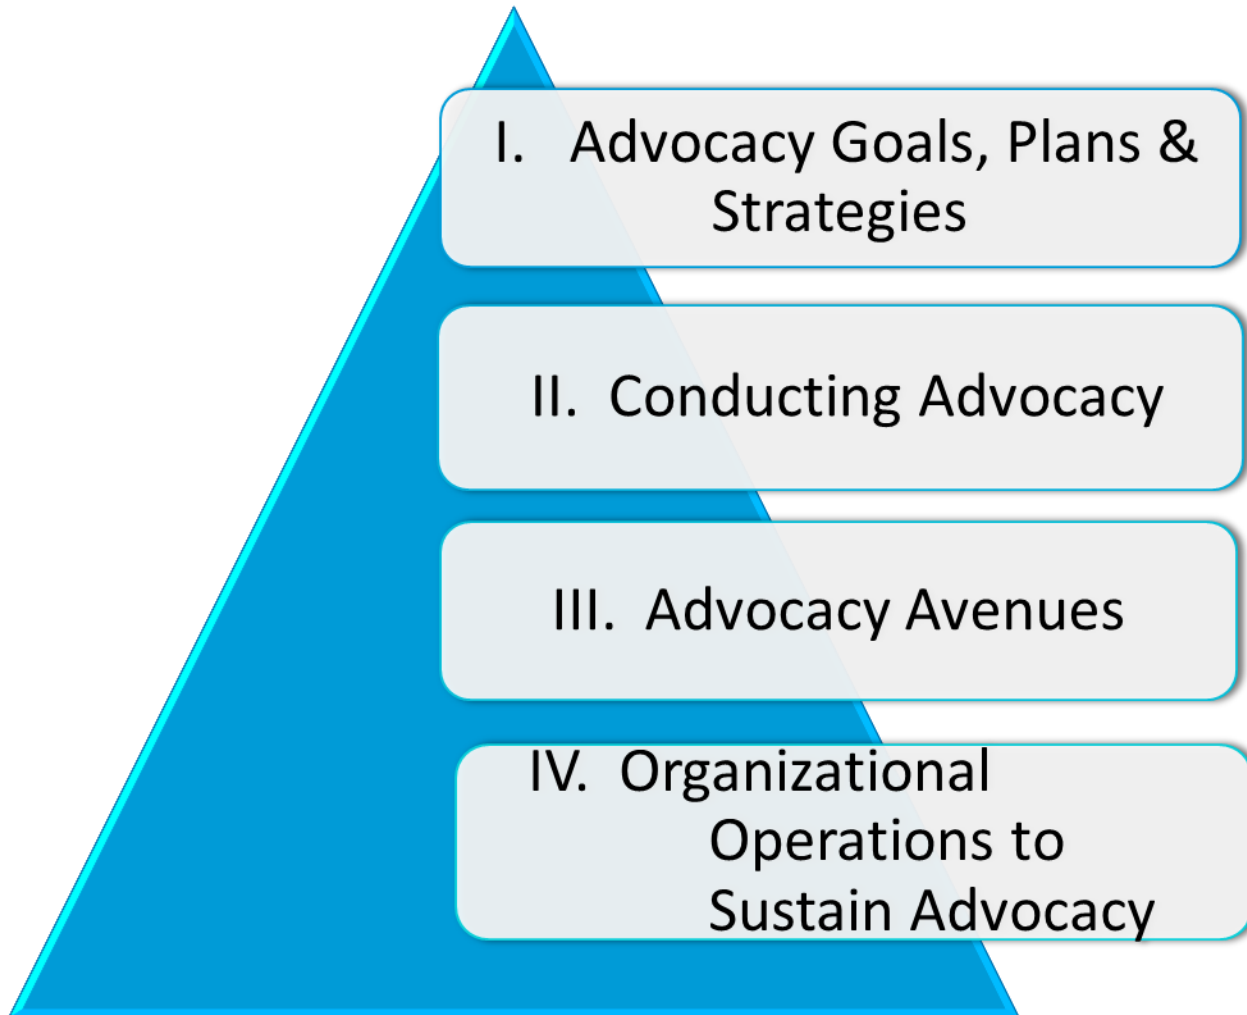 I. Advocacy Goals, Plans &
Strategies
II. Conducting Advocacy
III. Advocacy Avenues
IV. Organizational
Operations to
Sustain Advocacy